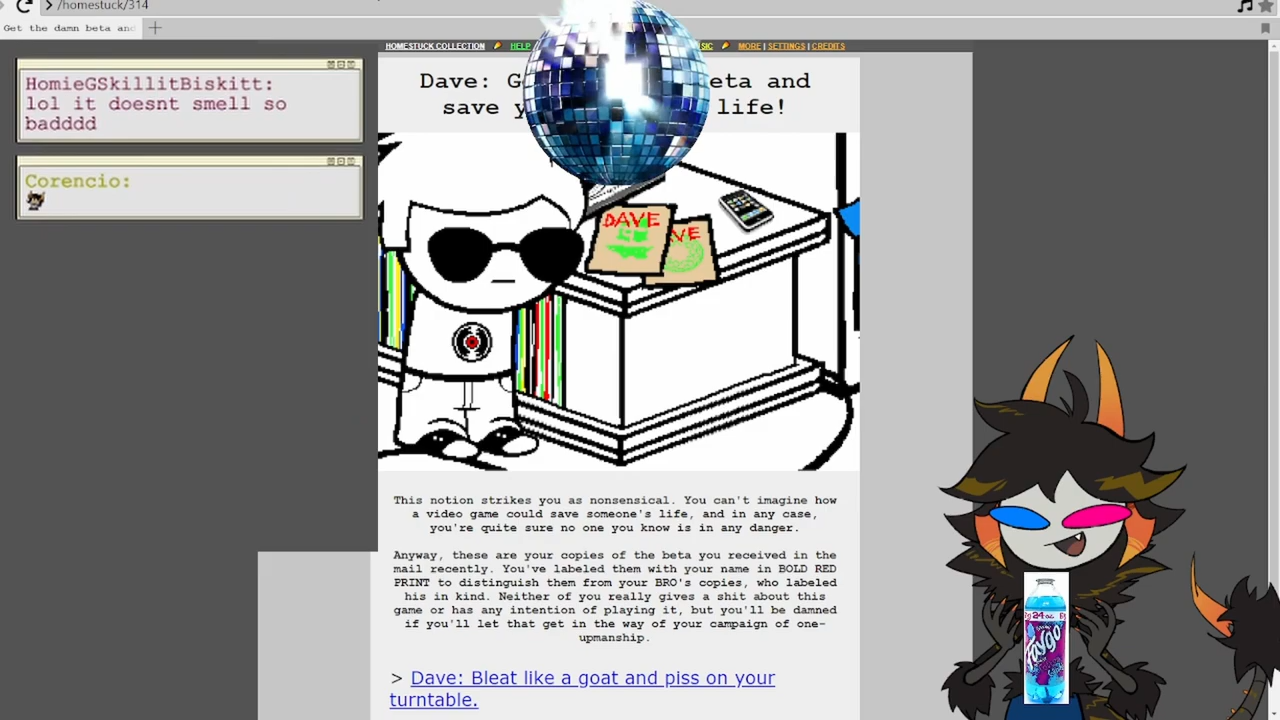 /homestuck/314
Get the damn beta and
HOMESTUCK COLLECTION HELP SIC MORE | SETTINGS | CREDITS
HomieGSkillitBiskitt:
lol it doesnt smell so
badddd
Corencio:
Dave: G eta and
save y life!
DAVE
VE
This notion strikes you as nonsensical. You can't imagine how
a video game could save someone's life, and in any case,
you're quite sure no one you know is in any danger.
Anyway, these are your copies of the beta you received in the
mail recently. You've labeled them with your name in BOLD RED
PRINT to distinguish them from your BRO's copies, who labeled
his in kind. Neither of you really gives a shit about this
game or has any intention of playing it, but you'll be damned
if you'll let that get in the way of your campaign of one-
upmanship.
> Dave: Bleat like a goat and piss on your
turntable.
24 oz
Faygo